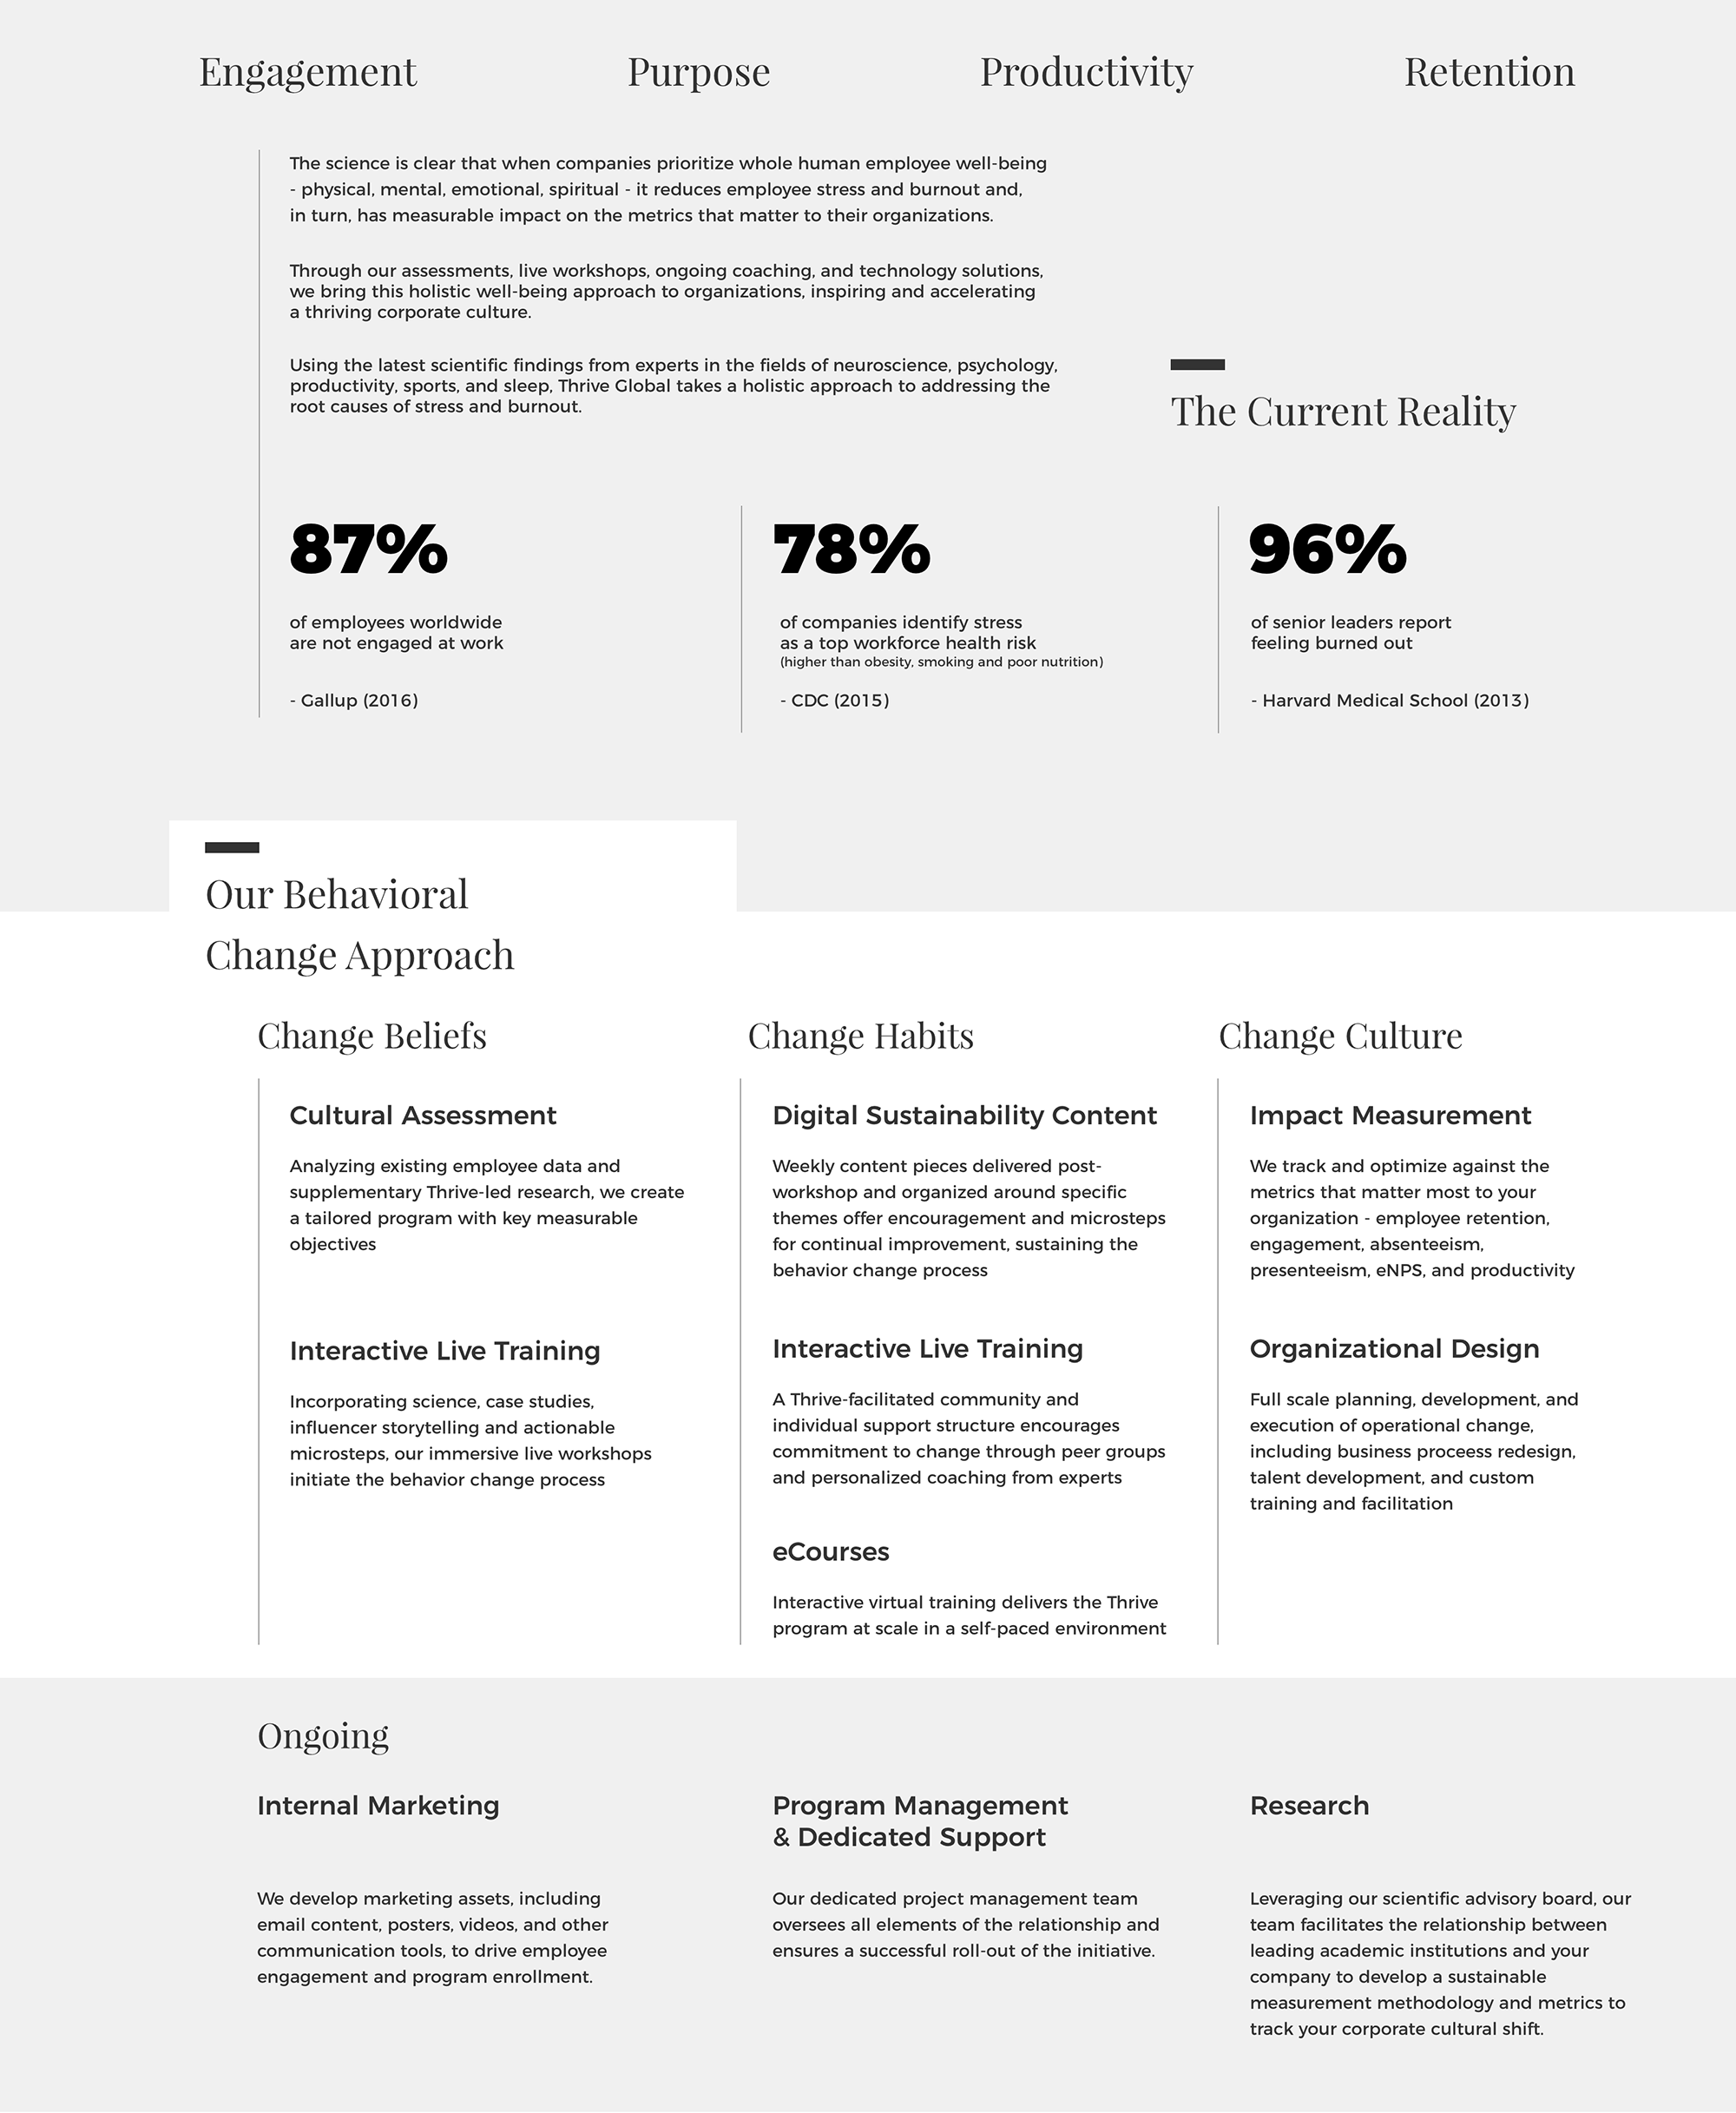 Engagement
Purpose
Productivity
Retention
The science is clear that when companies prioritize whole human employee well-being
- physical, mental, emotional, spiritual - it reduces employee stress and burnout and,
in turn, has measurable impact on the metrics that matter to their organizations.
Through our assessments, live workshops, ongoing coaching, and technology solutions,
we bring this holistic well-being approach to organizations, inspiring and accelerating
a thriving corporate culture.
Using the latest scientific findings from experts in the fields of neuroscience, psychology,
productivity, sports, and sleep, Thrive Global takes a holistic approach to addressing the
root causes of stress and burnout.
The Current Reality
87%
of employees worldwide
are not engaged at work
- Gallup (2016)
78%
of companies identify stress
as a top workforce health risk
(higher than obesity, smoking and poor nutrition)
- CDC (2015)
96%
of senior leaders report
feeling burned out
- Harvard Medical School (2013)
Our Behavioral
Change Approach
Change Beliefs
Cultural Assessment
Analyzing existing employee data and
supplementary Thrive-led research, we create
a tailored program with key measurable
objectives
Interactive Live Training
Incorporating science, case studies,
influencer storytelling and actionable
microsteps, our immersive live workshops
initiate the behavior change process
Change Habits
Digital Sustainability Content
Weekly content pieces delivered post-
workshop and organized around specific
themes offer encouragement and microsteps
for continual improvement, sustaining the
behavior change process
Interactive Live Training
A Thrive-facilitated community and
individual support structure encourages
commitment to change through peer groups
and personalized coaching from experts
eCourses
Interactive virtual training delivers the Thrive
program at scale in a self-paced environment
Change Culture
Impact Measurement
We track and optimize against the
metrics that matter most to your
organization - employee retention,
engagement, absenteeism,
presenteeism, eNPS, and productivity
Organizational Design
Full scale planning, development, and
execution of operational change,
including business proceess redesign,
talent development, and custom
training and facilitation
Ongoing
Internal Marketing
We develop marketing assets, including
email content, posters, videos, and other
communication tools, to drive employee
engagement and program enrollment.
Program Management
& Dedicated Support
Our dedicated project management team
oversees all elements of the relationship and
ensures a successful roll-out of the initiative.
Research
Leveraging our scientific advisory board, our
team facilitates the relationship between
leading academic institutions and your
company to develop a sustainable
measurement methodology and metrics to
track your corporate cultural shift.